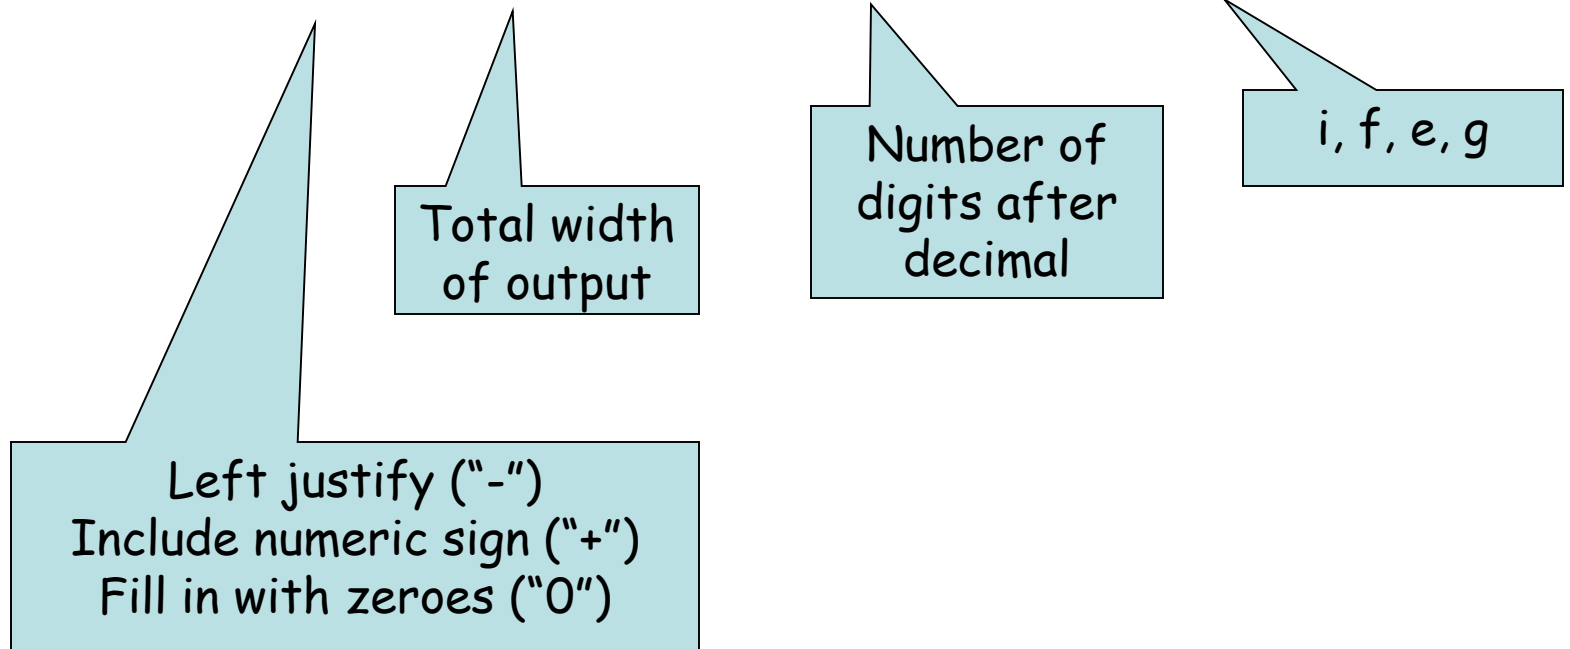 Total width
of output
Number of
digits after
decimal
i, f, e, g
Left justify (“-”)
Include numeric sign (“+”)
Fill in with zeroes (“0”)